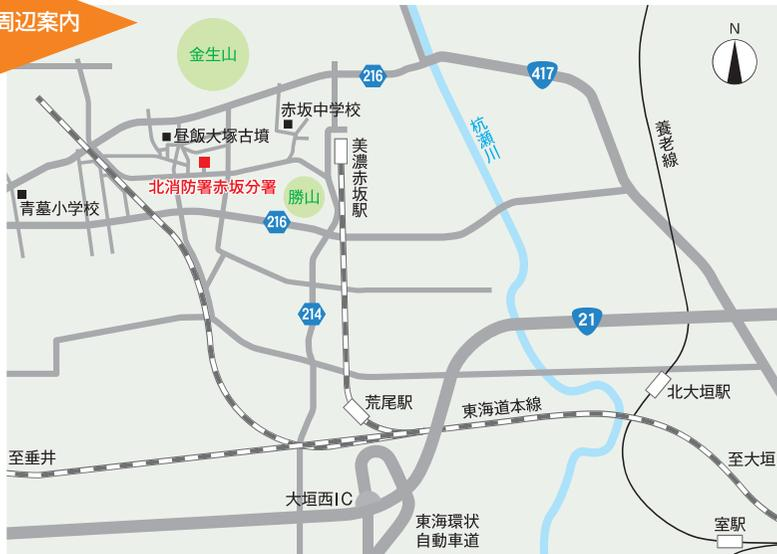 周辺案内
金生山
216
417
N
赤坂中学校
昼飯大塚古墳
杭瀬川
養老線
美濃赤坂駅
北消防署赤坂分署
勝山
青墓小学校
216
214
21
荒尾駅
北大垣駅
東海道本線
至垂井
至大垣
大垣西IC
東海環状
自動車道
室駅